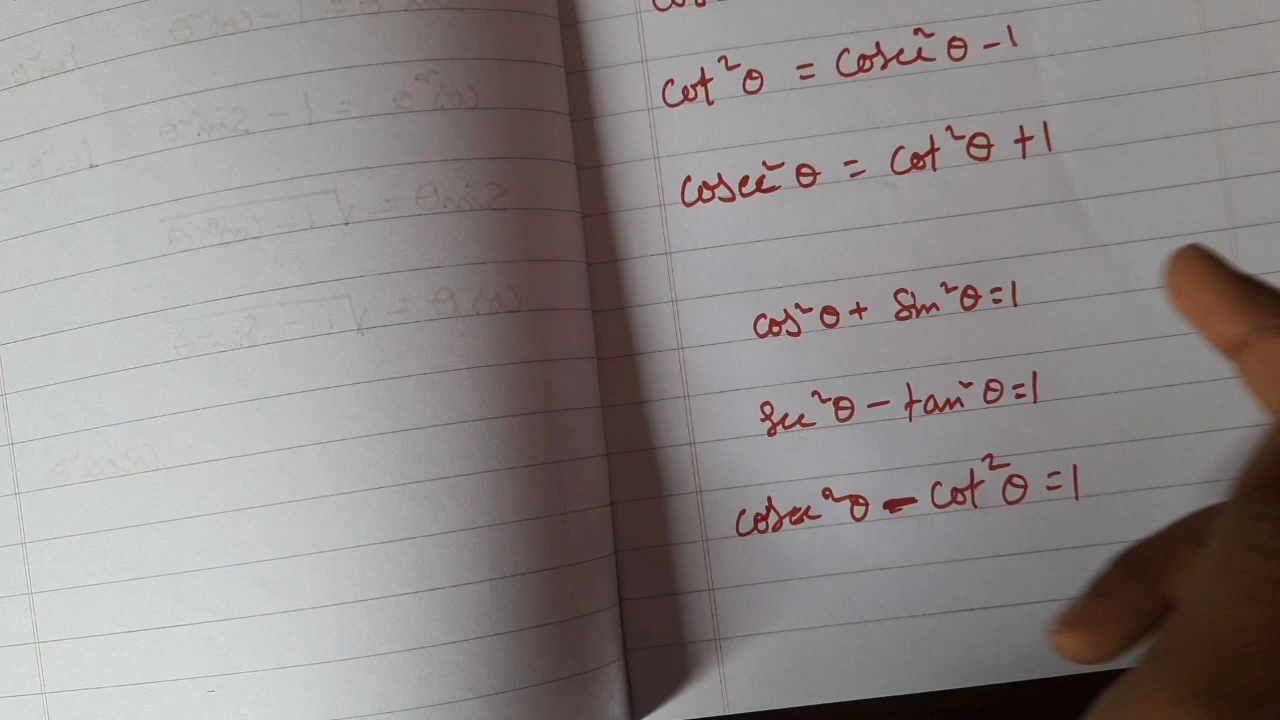 cot²θ = cosec²θ - 1
cosec²θ = cot²θ + 1
cos²θ + sin²θ = 1
sec²θ - tan²θ = 1
cosec²θ - cot²θ = 1